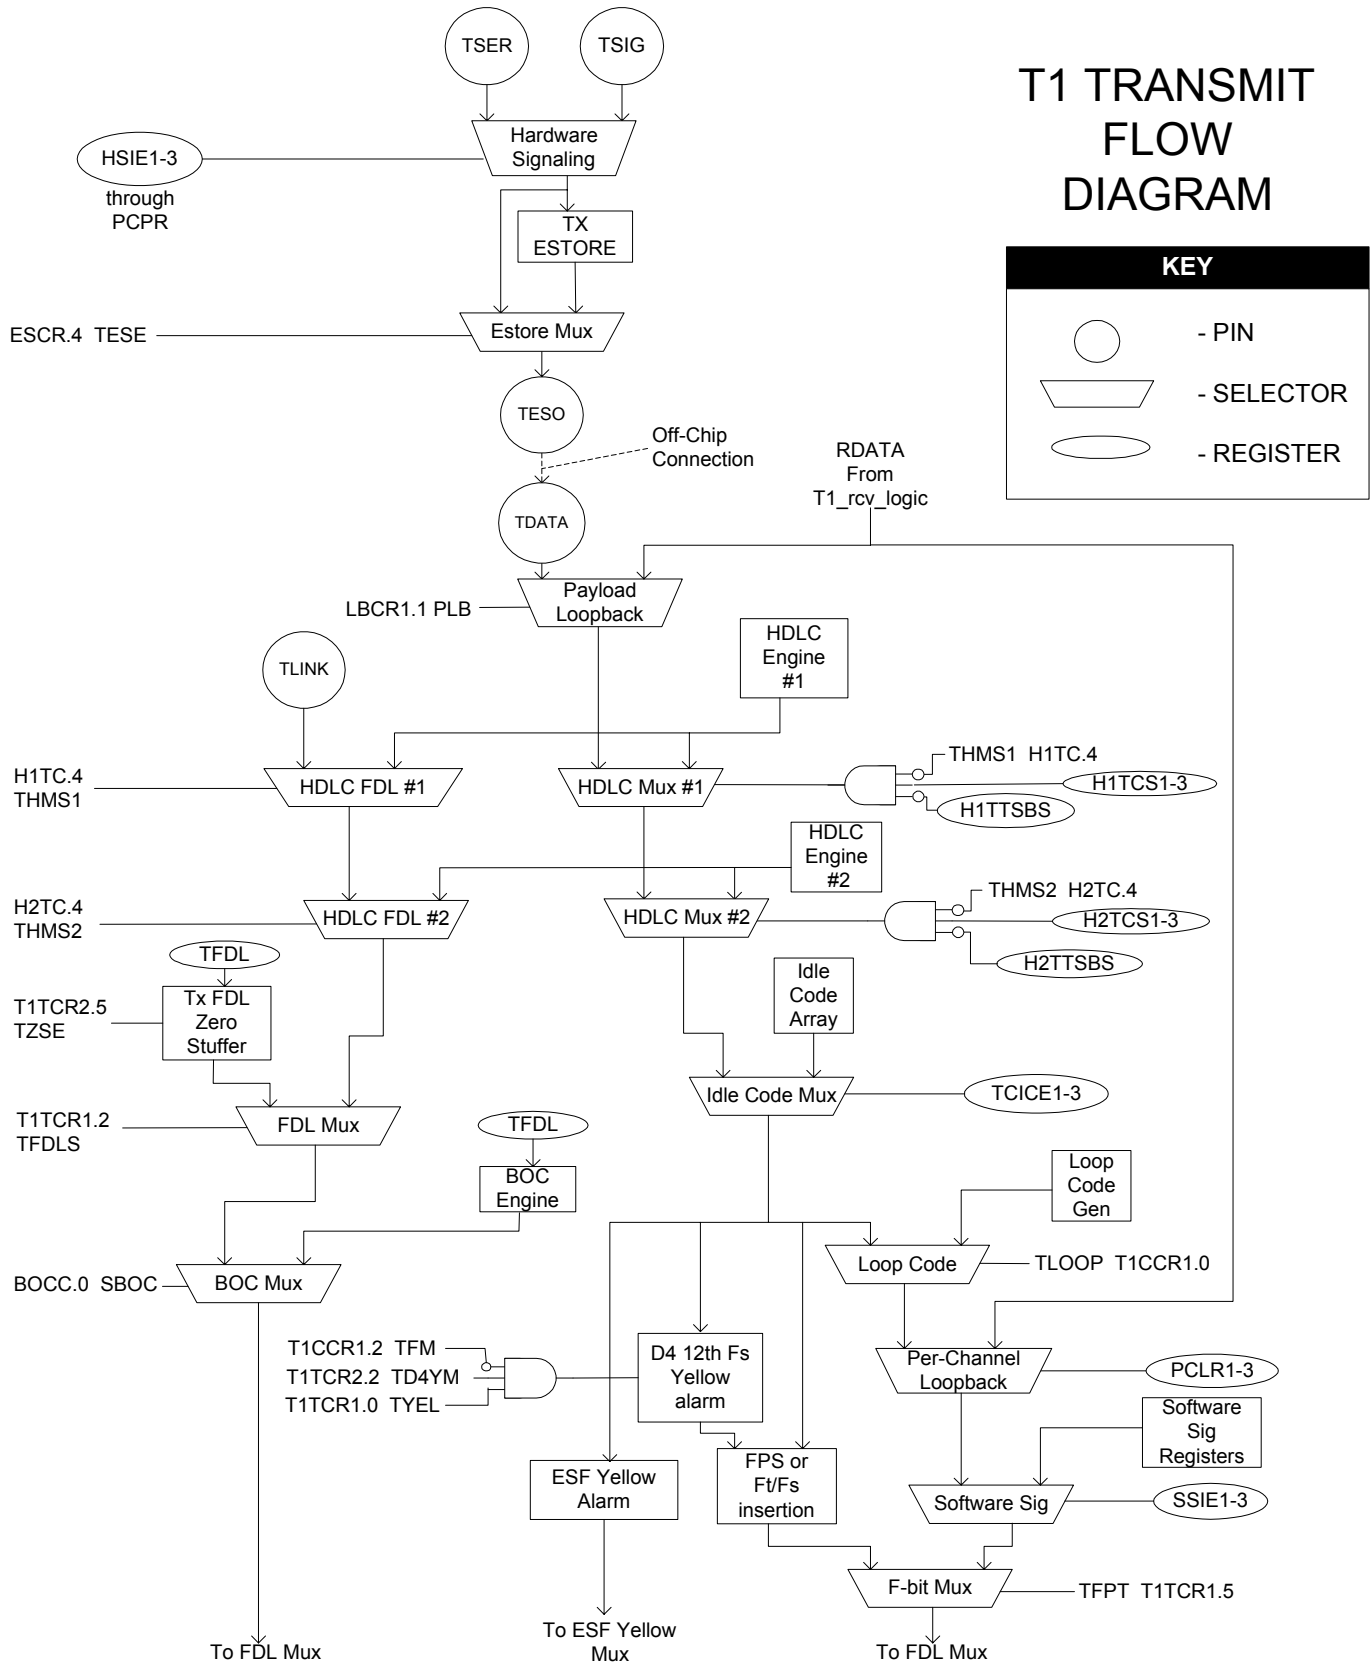 TSER
TSIG
T1 TRANSMIT
FLOW
DIAGRAM
Hardware
Signaling
HSIE1-3
through
PCPR
TX
ESTORE
KEY
- PIN
- SELECTOR
- REGISTER
ESCR.4 TESE
Estore Mux
TESO
Off-Chip
Connection
RDATA
From
T1_rcv_logic
TDATA
Payload
Loopback
LBCR1.1 PLB
HDLC
Engine
#1
TLINK
THMS1 H1TC.4
H1TC.4
THMS1
HDLC FDL #1
HDLC Mux #1
H1TCS1-3
H1TTSBS
HDLC
Engine
#2
THMS2 H2TC.4
H2TC.4
THMS2
HDLC FDL #2
HDLC Mux #2
H2TCS1-3
H2TTSBS
TFDL
Tx FDL
Zero
Stuffer
T1TCR2.5
TZSE
Idle
Code
Array
Idle Code Mux
TCICE1-3
T1TCR1.2
TFDLS
FDL Mux
TFDL
BOC
Engine
Loop
Code
Gen
BOCC.0 SBOC
BOC Mux
Loop Code
TLOOP T1CCR1.0
T1CCR1.2 TFM
T1TCR2.2 TD4YM
T1TCR1.0 TYEL
D4 12th Fs
Yellow
alarm
Per-Channel
Loopback
PCLR1-3
Software
Sig
Registers
ESF Yellow
Alarm
FPS or
Ft/Fs
insertion
Software Sig
SSIE1-3
F-bit Mux
TFPT T1TCR1.5
To FDL Mux
To ESF Yellow
Mux
To FDL Mux